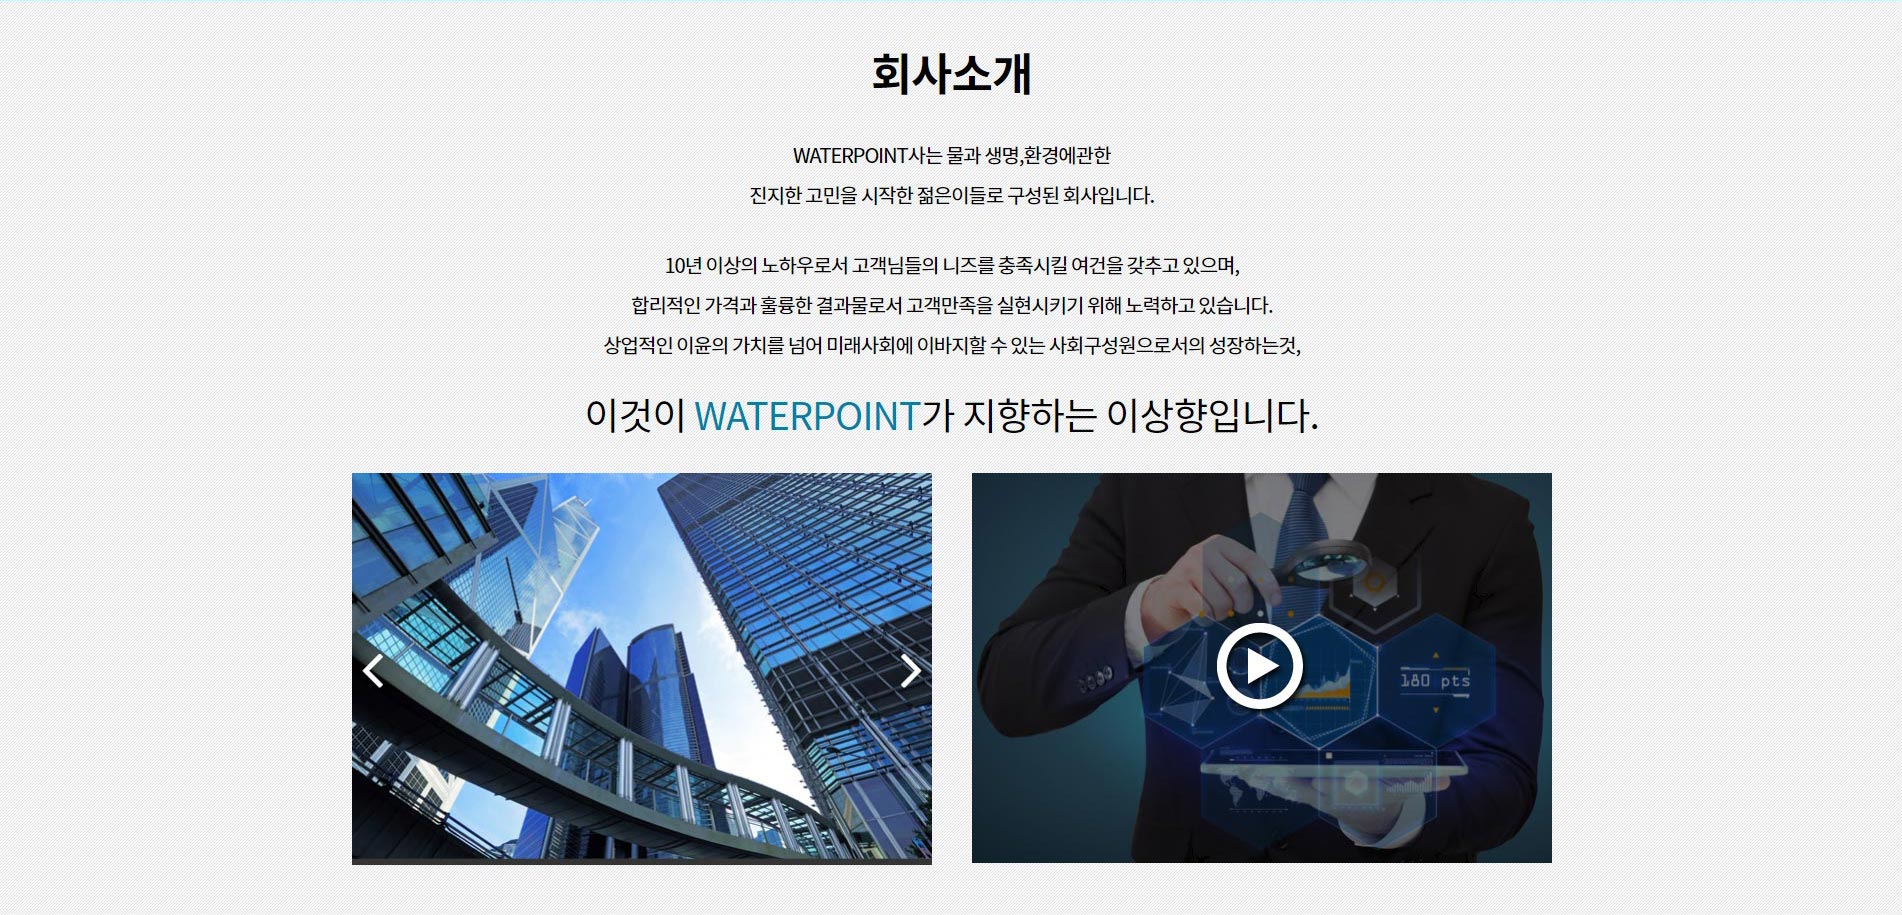 회사소개
WATERPOINT사는 물과 생명,환경에관한
진지한 고민을 시작한 젊은이들로 구성된 회사입니다.
10년 이상의 노하우로서 고객님들의 니즈를 충족시킬 여건을 갖추고 있으며,
합리적인 가격과 훌륭한 결과물로서 고객만족을 실현시키기 위해 노력하고 있습니다.
상업적인 이윤의 가치를 넘어 미래사회에 이바지할 수 있는 사회구성원으로서의 성장하는것,
이것이 WATERPOINT가 지향하는 이상향입니다.
180 pts